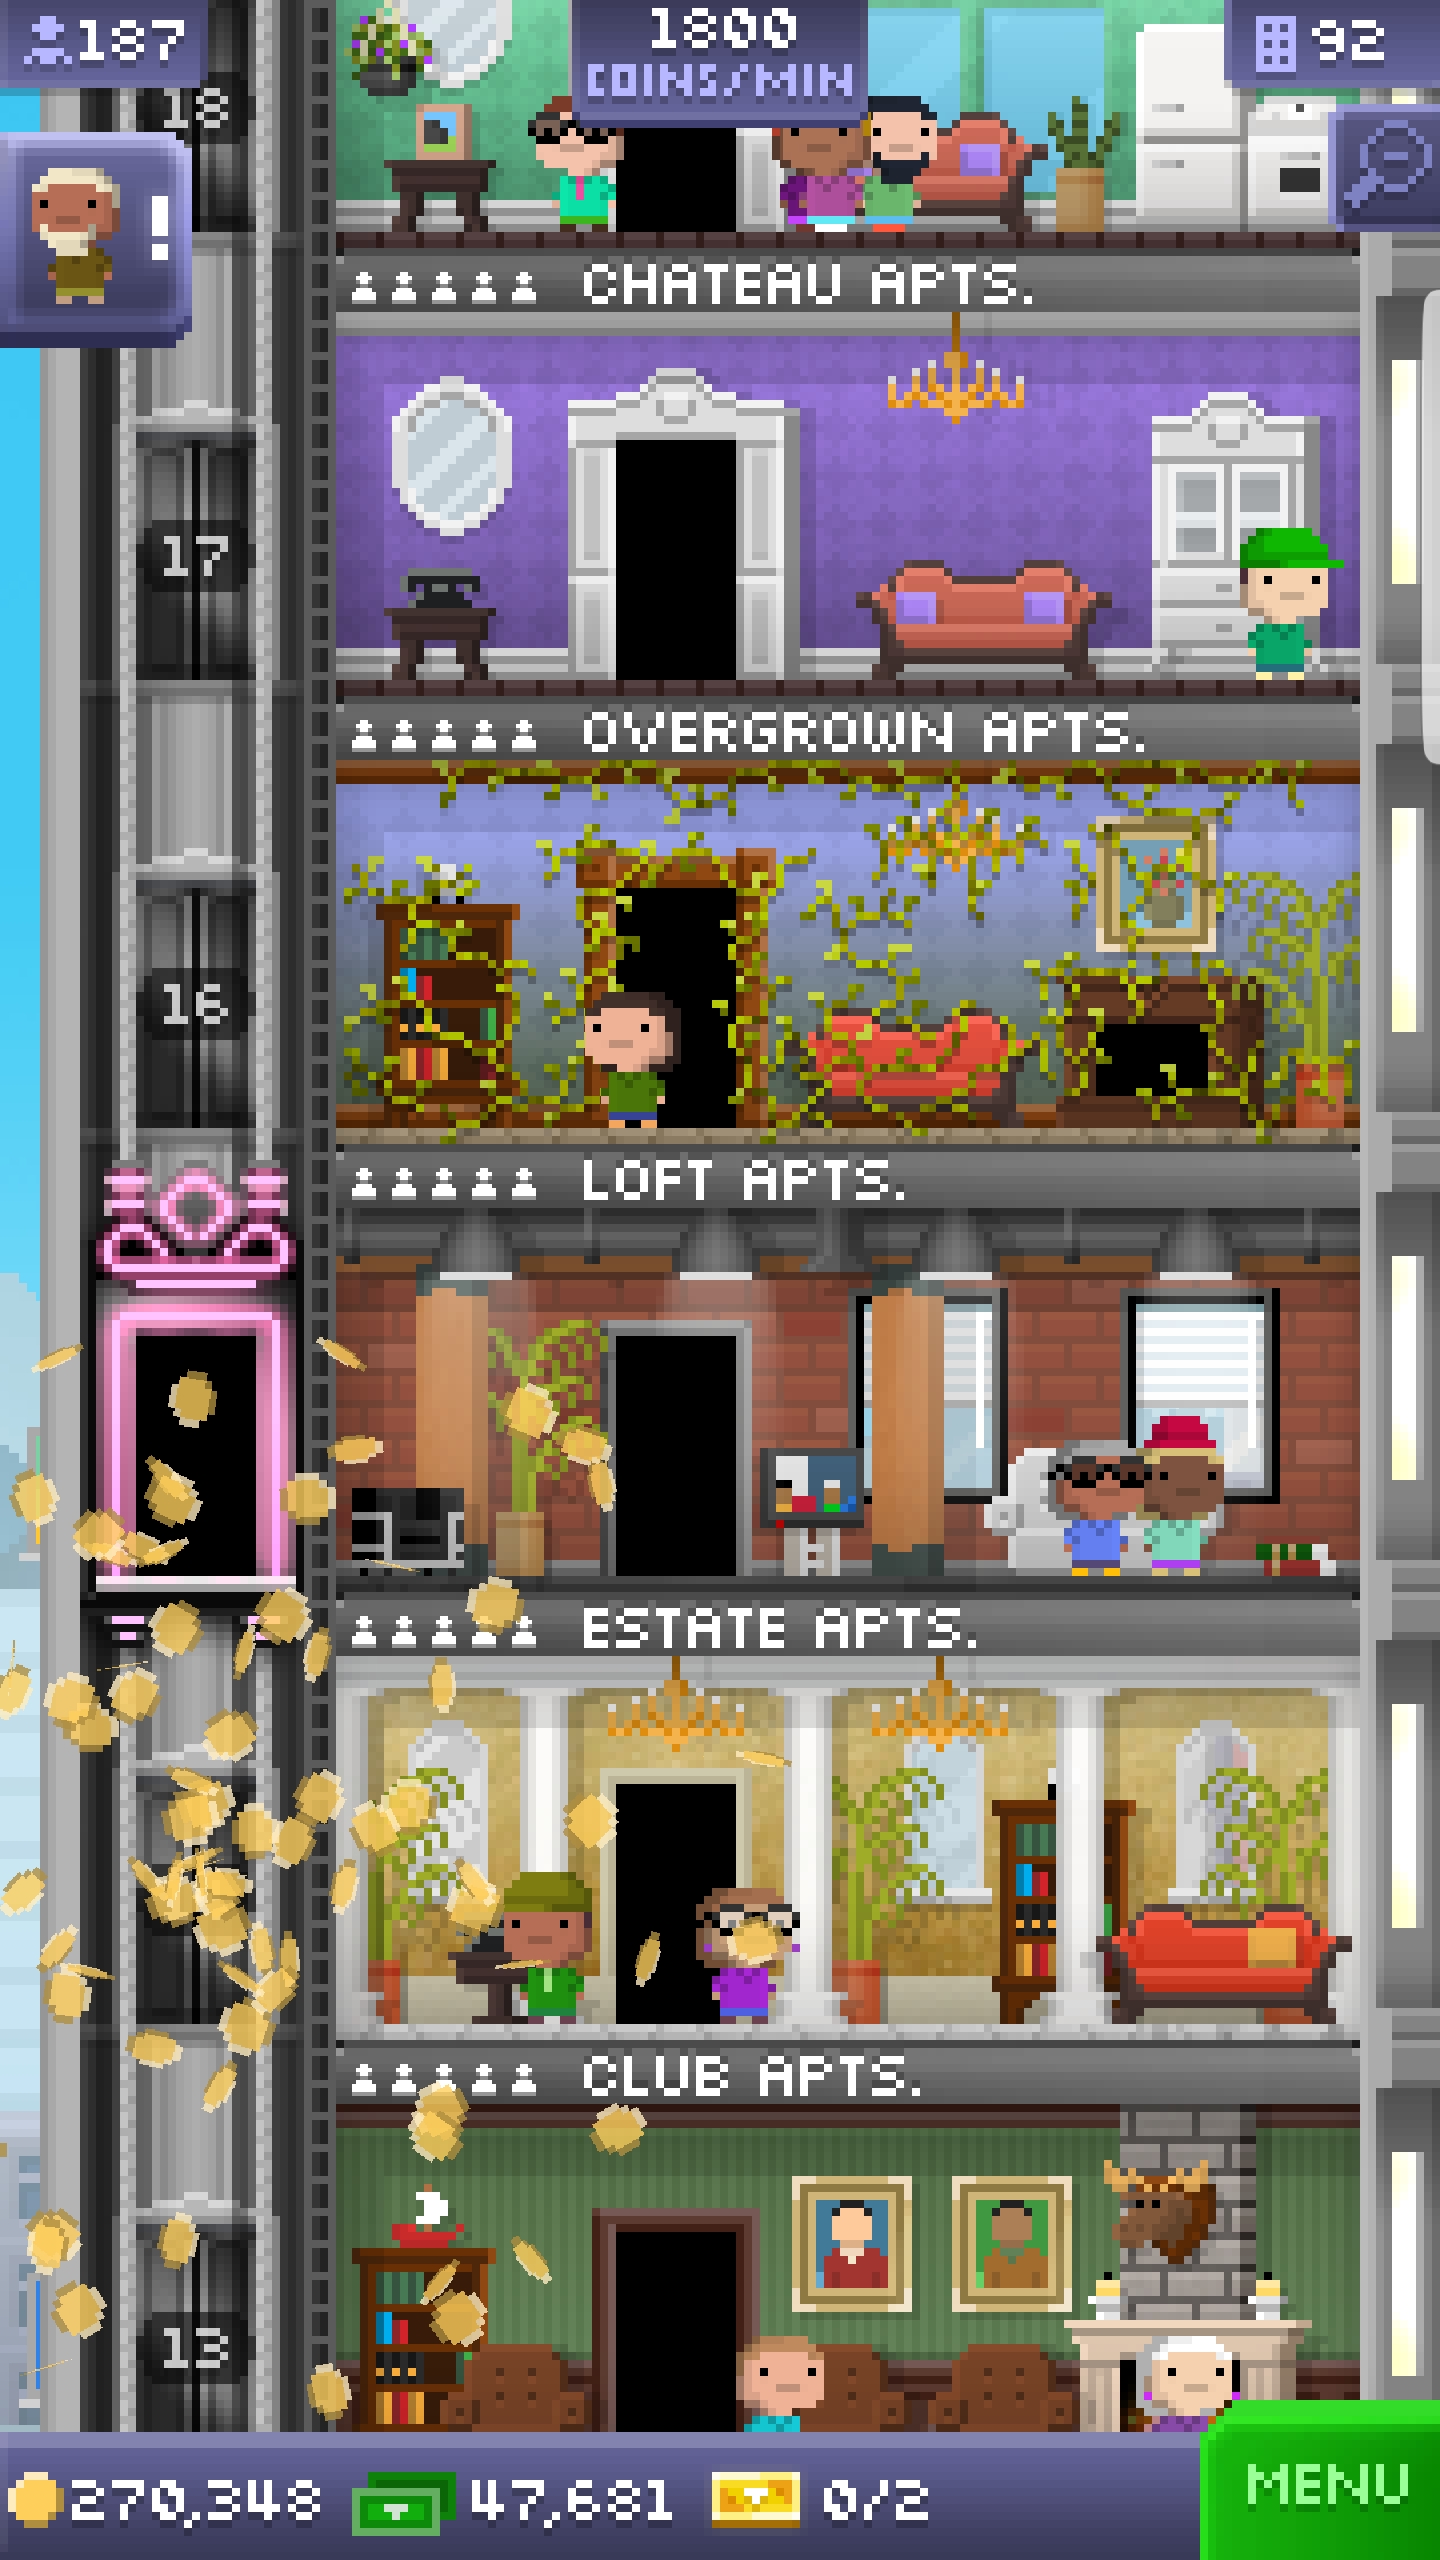 187
1800
COINS/MIN
92
18
!
CHATEAU APTS.
17
OVERGROWN APTS.
16
LOFT APTS.
ESTATE APTS.
CLUB APTS.
13
270,348
47,681
0/2
MENU